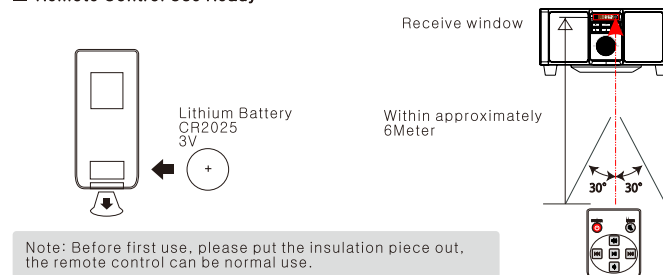 Remote Control Use Ready
Receive window
Lithium Battery
CR2025
3V
+
Within approximately
6Meter
30° 30°
Note: Before first use, please put the insulation piece out,
the remote control can be normal use.